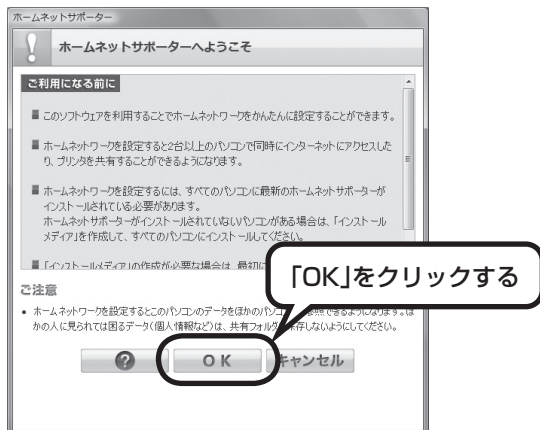 ホームネットサポーター
ホームネットサポーターへようこそ
ご利用になる前に
■ このソフトウェアを利用することでホームネットワークをかんたんに設定することができます。
■ ホームネットワークを設定すると2台以上のパソコンで同時にインターネットにアクセスした
り、プリンタを共有することができるようになります。
■ ホームネットワークを設定するには、すべてのパソコンに最新のホームネットサポーターが
インストールされている必要があります。
ホームネットサポーターがインストールされていないパソコンがある場合は、「インストール
メディア」を作成して、すべてのパソコンにインストールしてください。
■ 「インストールメディア」の作成が必要な場合は、最初に
「OK」をクリックする
ご注意
• ホームネットワークを設定するとこのパソコンのデータをほかのパソコ 参照できるようになります。ほ
かの人に見られては困るデータ(個人情報など)は、共有フォルダ 保存しないようにしてください。
? OK キャンセル